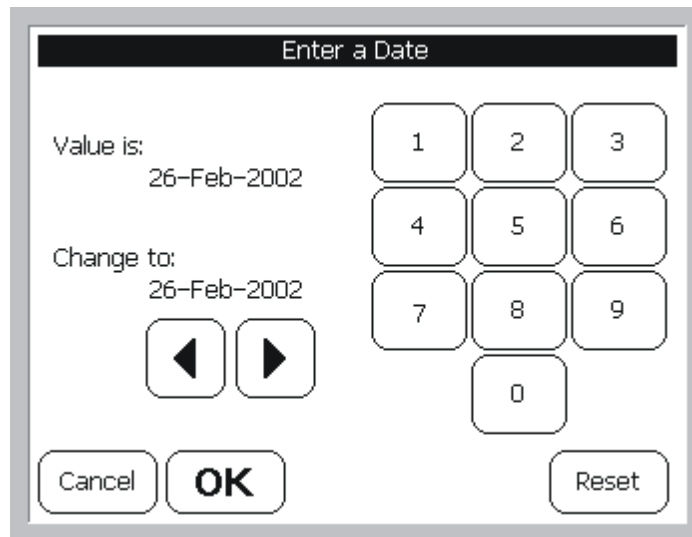 Enter a Date
Value is:
26-Feb-2002
Change to:
26-Feb-2002
1 2 3
4 5 6
7 8 9
0
Cancel OK Reset